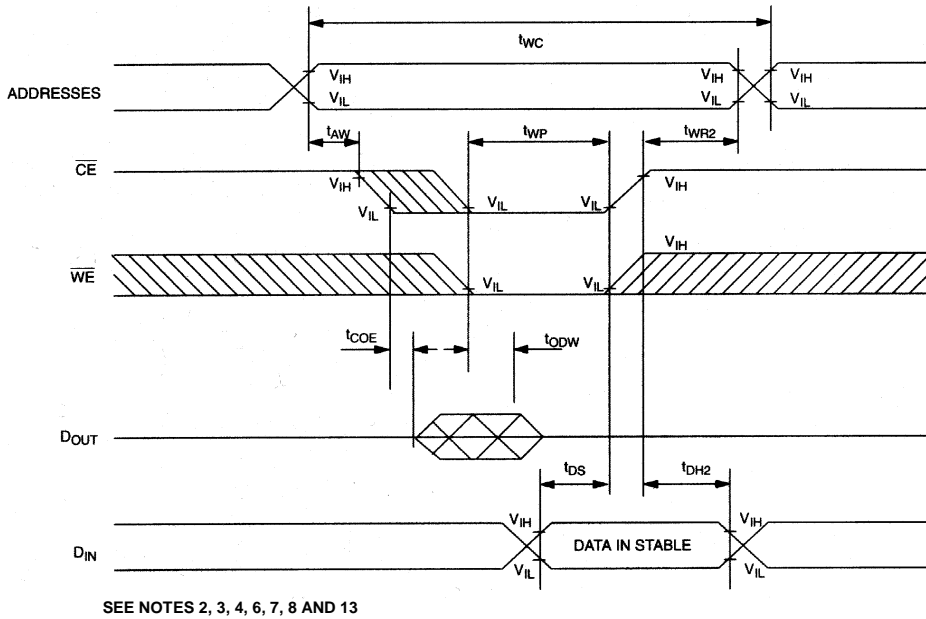 tWC
ADDRESSES
VIH
VIL
VIH
VIL
VIH
VIL
tAW
tWP
tWR2
CE
VIH
VIL
VIL
VIL
VIH
WE
VIL
VIL
VIH
tCOE
tODW
DOUT
tDS
tDH2
DIN
VIH
VIL
DATA IN STABLE
VIH
VIL
SEE NOTES 2, 3, 4, 6, 7, 8 AND 13